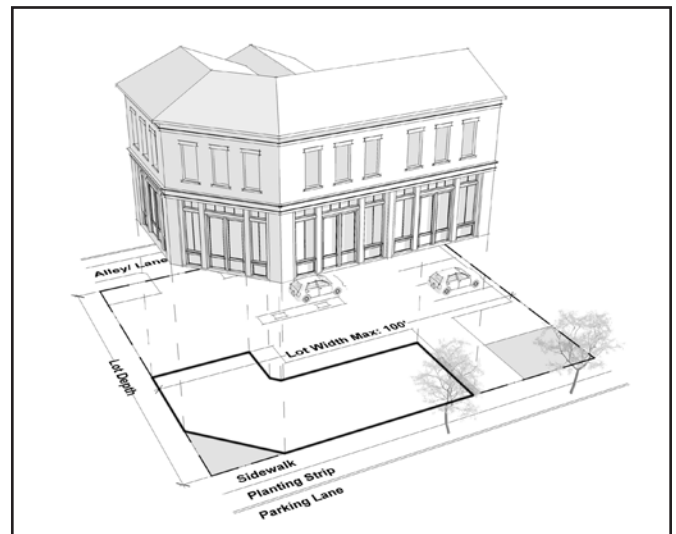 Alley/ Lane
Lot Width Max: 100'
Lot Depth
Sidewalk
Planting Strip
Parking Lane